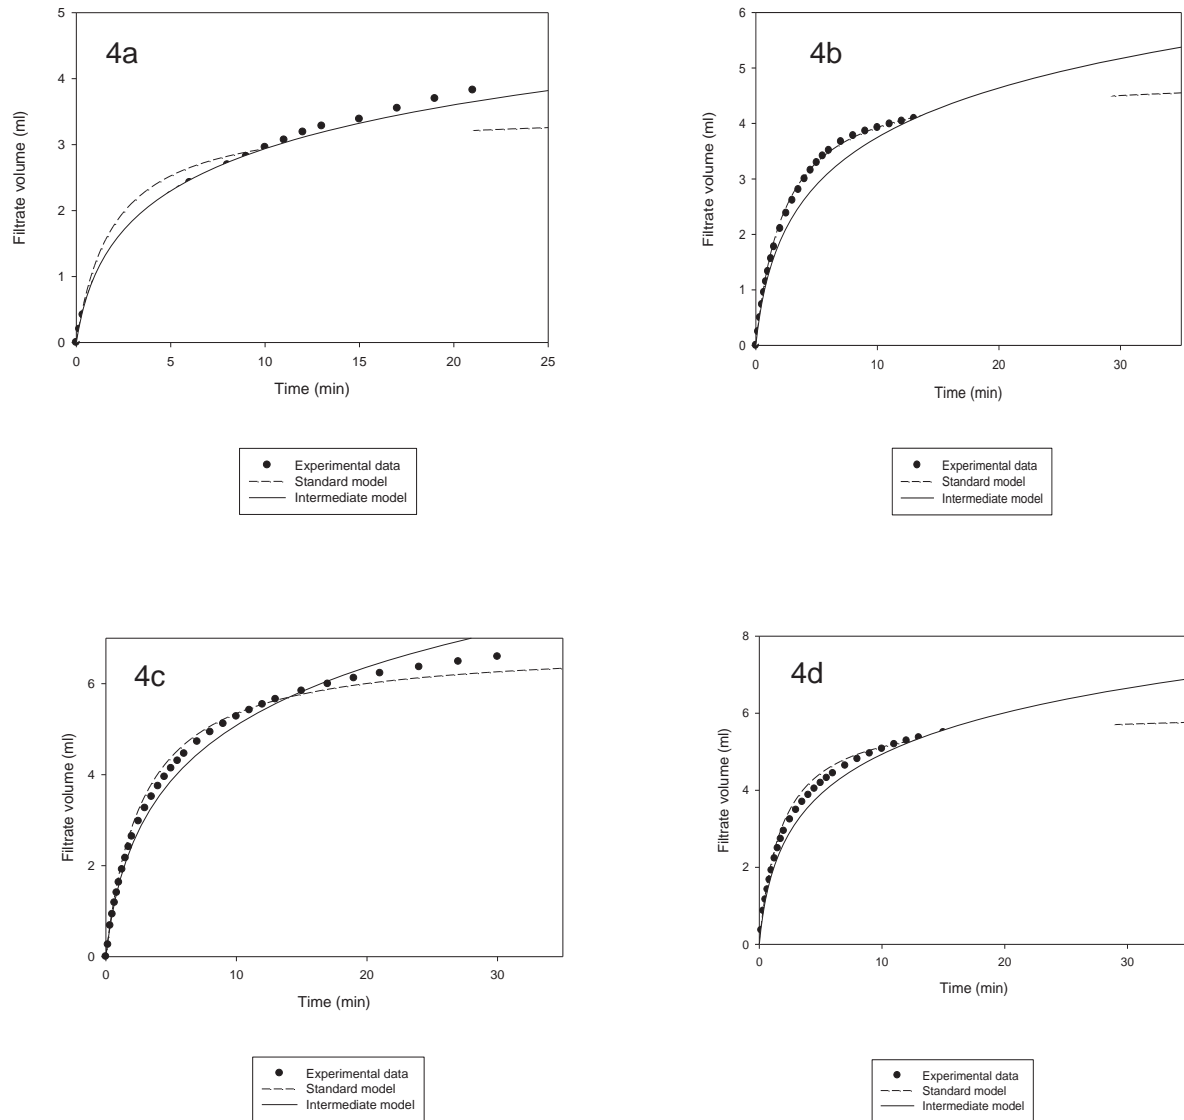 4a
Filtrate volume (ml)
5
4
3
2
1
0
0 5 10 15 20 25
Time (min)
Experimental data
Standard model
Intermediate model
4b
Filtrate volume (ml)
6
5
4
3
2
1
0
0 10 20 30
Time (min)
Experimental data
Standard model
Intermediate model
4c
Filtrate volume (ml)
6
4
2
0
0 10 20 30
Time (min)
Experimental data
Standard model
Intermediate model
4d
Filtrate volume (ml)
8
6
4
2
0
0 10 20 30
Time (min)
Experimental data
Standard model
Intermediate model